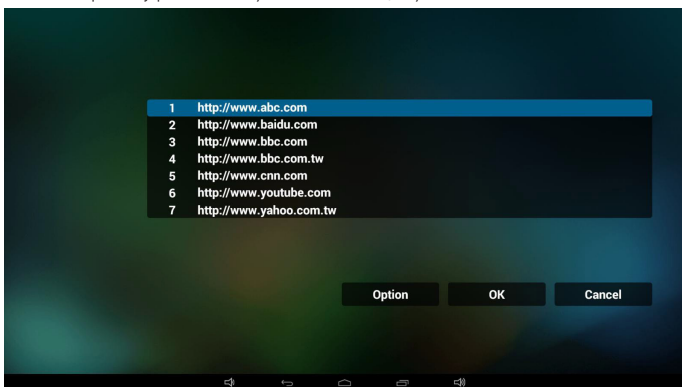 1 http://www.abc.com
2 http://www.baidu.com
3 http://www.bbc.com
4 http://www.bbc.com.tw
5 http://www.cnn.com
6 http://www.youtube.com
7 http://www.yahoo.com.tw
Option OK Cancel